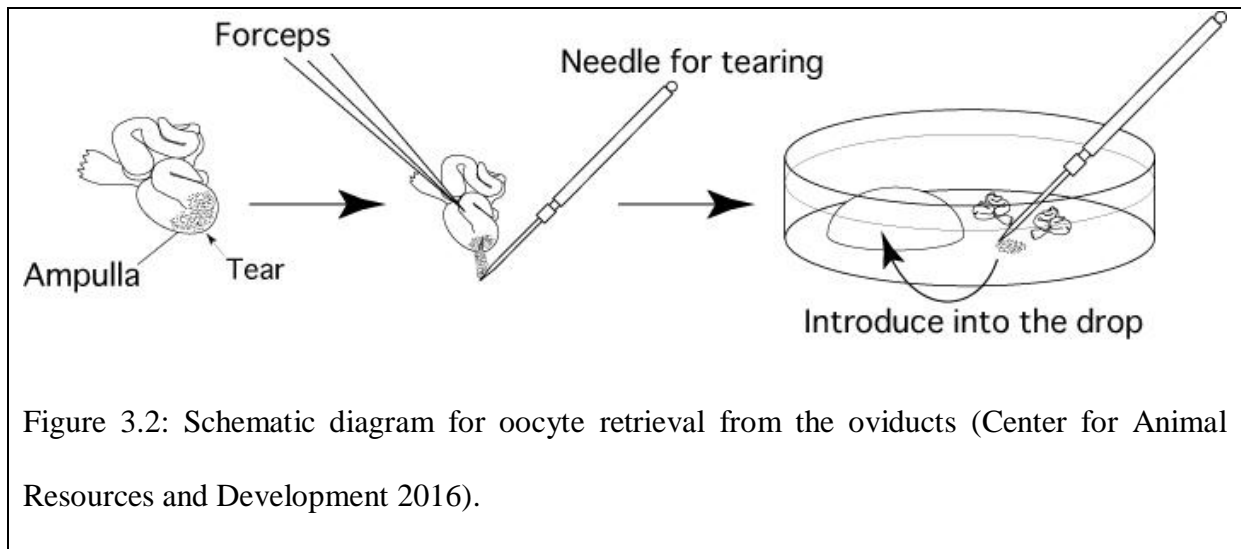 Forceps
Needle for tearing
Ampulla
Tear
Introduce into the drop
Figure 3.2: Schematic diagram for oocyte retrieval from the oviducts (Center for Animal
Resources and Development 2016).